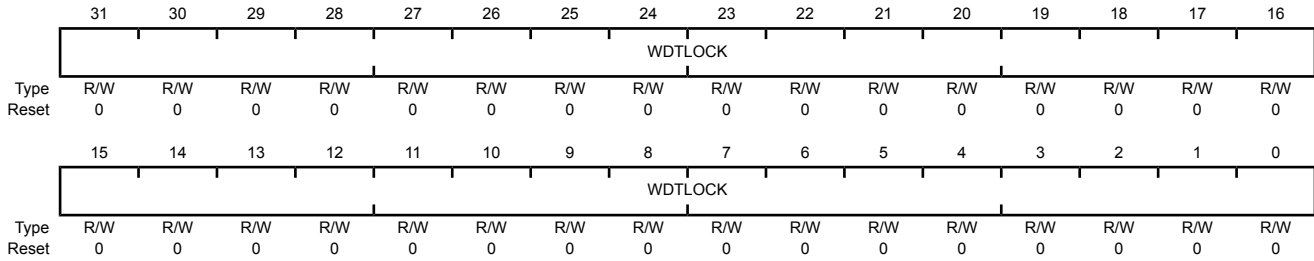 31 30 29 28 27 26 25 24 23 22 21 20 19 18 17 16
WDTLOCK
Type R/W R/W R/W R/W R/W R/W R/W R/W R/W R/W R/W R/W R/W R/W R/W R/W
Reset 0 0 0 0 0 0 0 0 0 0 0 0 0 0 0 0
15 14 13 12 11 10 9 8 7 6 5 4 3 2 1 0
WDTLOCK
Type R/W R/W R/W R/W R/W R/W R/W R/W R/W R/W R/W R/W R/W R/W R/W R/W
Reset 0 0 0 0 0 0 0 0 0 0 0 0 0 0 0 0